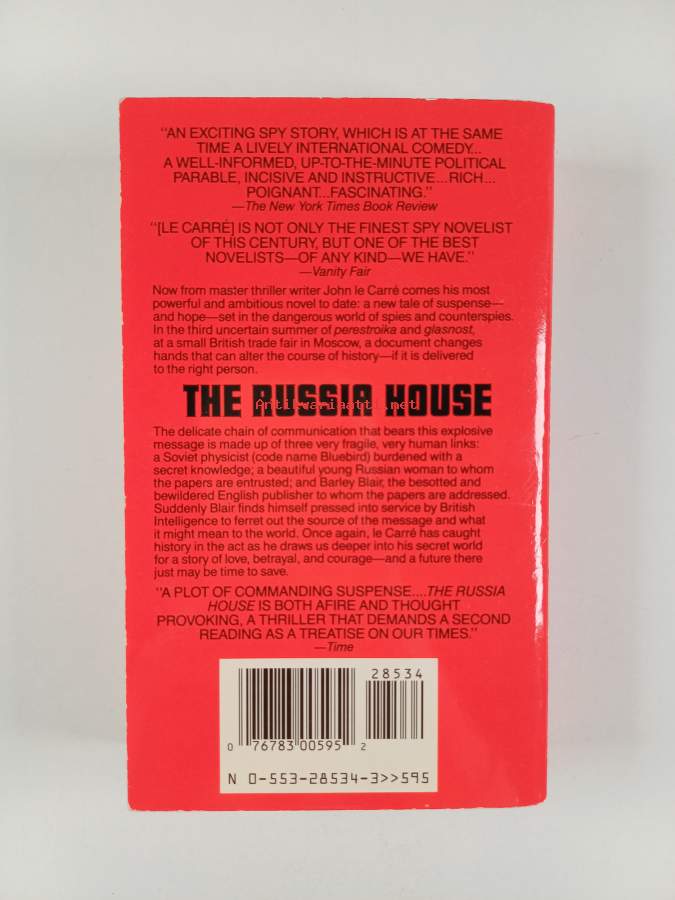 "AN EXCITING SPY STORY, WHICH IS AT THE SAME
TIME A LIVELY INTERNATIONAL COMEDY...
A WELL-INFORMED, UP-TO-THE-MINUTE POLITICAL
PARABLE, INCISIVE AND INSTRUCTIVE...RICH...
POIGNANT...FASCINATING."
—The New York Times Book Review
"[LE CARRÉ] IS NOT ONLY THE FINEST SPY NOVELIST
OF THIS CENTURY, BUT ONE OF THE BEST
NOVELISTS—OF ANY KIND—WE HAVE."
—Vanity Fair
Now from master thriller writer John le Carré comes his most
powerful and ambitious novel to date: a new tale of suspense—
and hope—set in the dangerous world of spies and counterspies.
In the third uncertain summer of perestroika and glasnost,
at a small British trade fair in Moscow, a document changes
hands that can alter the course of history—if it is delivered
to the right person.
THE RUSSIA HOUSE
Antikvariaatti.net
The delicate chain of communication that bears this explosive
message is made up of three very fragile, very human links:
a Soviet physicist (code name Bluebird) burdened with a
secret knowledge; a beautiful young Russian woman to whom
the papers are entrusted; and Barley Blair, the besotted and
bewildered English publisher to whom the papers are addressed.
Suddenly Blair finds himself pressed into service by British
Intelligence to ferret out the source of the message and what
it might mean to the world. Once again, le Carré has caught
history in the act as he draws us deeper into his secret world
for a story of love, betrayal, and courage—and a future there
just may be time to save.
"A PLOT OF COMMANDING SUSPENSE....THE RUSSIA
HOUSE IS BOTH AFIRE AND THOUGHT
PROVOKING, A THRILLER THAT DEMANDS A SECOND
READING AS A TREATISE ON OUR TIMES."
—Time
28534
0 76783 00595 2
N 0-553-28534-3>>595